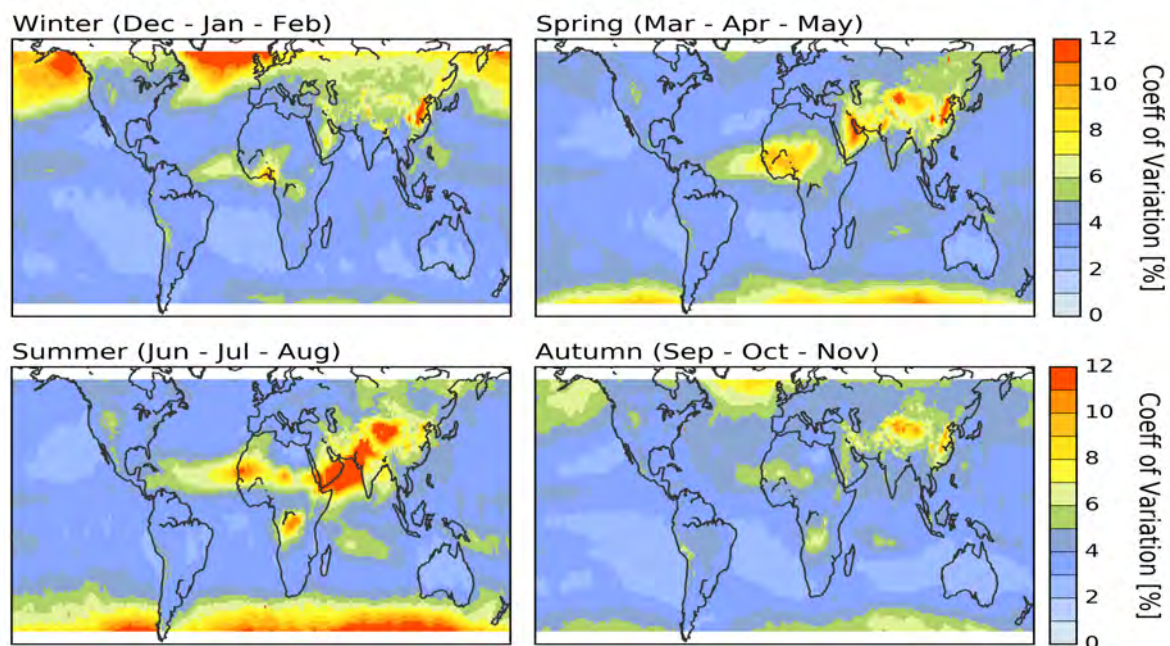 Winter (Dec - Jan - Feb)
Spring (Mar - Apr - May)
12
10
8
6
4
2
0
Coeff of Variation [%]
Summer (Jun - Jul - Aug)
Autumn (Sep - Oct - Nov)
12
10
8
6
4
2
0
Coeff of Variation [%]